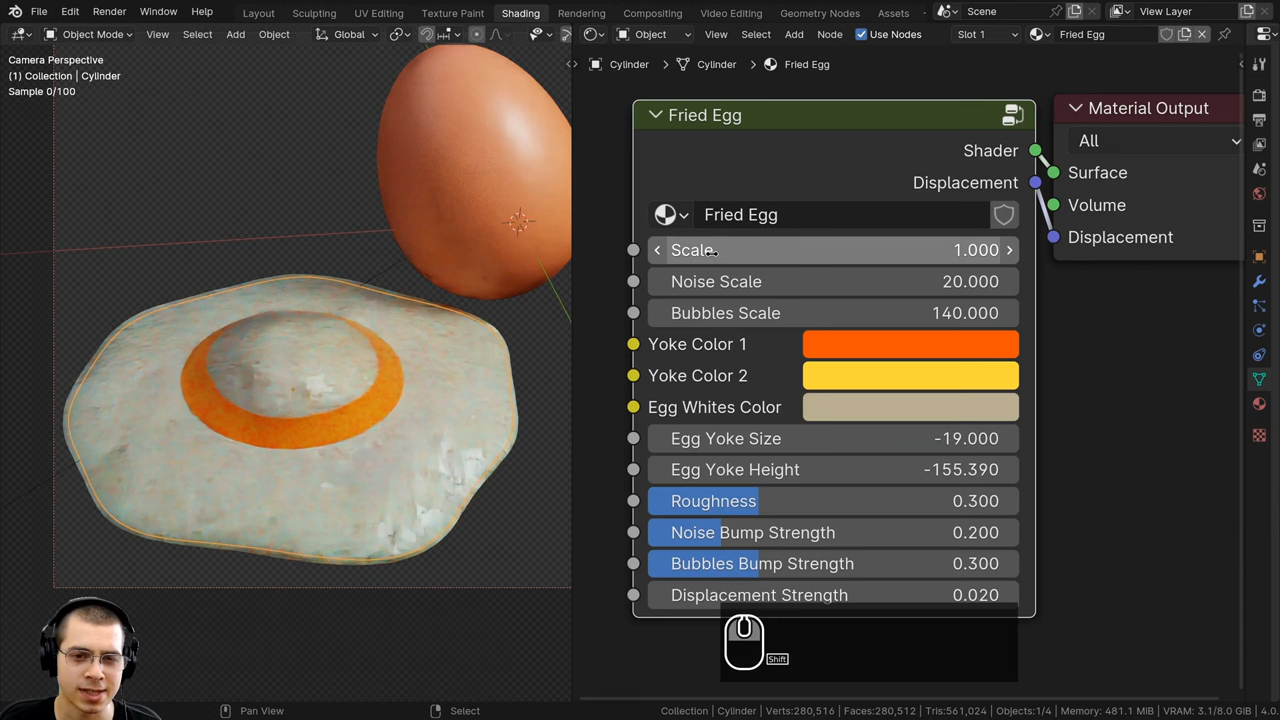 File Edit Render Window Help Layout Sculpting UV Editing Texture Paint Shading Rendering Compositing Video Editing Geometry Nodes Assets Scene View Layer
Object Mode View Select Add Object Global Object View Select Add Node Use Nodes Slot 1 Fried Egg
Camera Perspective
(1) Collection | Cylinder
Sample 0/100
Cylinder > Cylinder > Fried Egg
Fried Egg
Shader
Displacement
Fried Egg
Scale 1.000
Noise Scale 20.000
Bubbles Scale 140.000
Yoke Color 1
Yoke Color 2
Egg Whites Color
Egg Yoke Size -19.000
Egg Yoke Height -155.390
Roughness 0.300
Noise Bump Strength 0.200
Bubbles Bump Strength 0.300
Displacement Strength 0.020
Material Output
All
Surface
Volume
Displacement
Shift
Pan View Select Collection | Cylinder | Verts:280,516 | Faces:280,512 | Tris:561,024 | Objects:1/4 | Memory: 481.1 MiB | VRAM: 3.1/8.0 GiB | 4.0